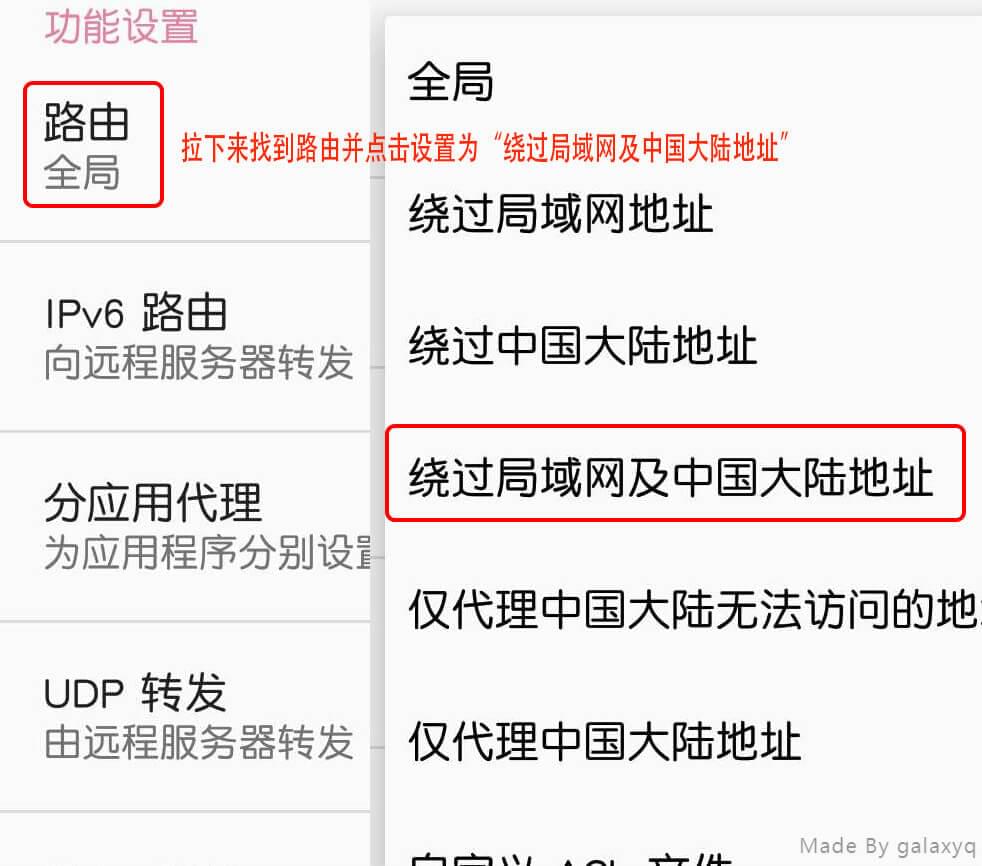 功能设置
路由
全局
拉下来找到路由并点击设置为“绕过局域网及中国大陆地址”
IPv6 路由
向远程服务器转发
分应用代理
为应用程序分别设置
UDP 转发
由远程服务器转发
全局
绕过局域网地址
绕过中国大陆地址
绕过局域网及中国大陆地址
仅代理中国大陆无法访问的地
仅代理中国大陆地址
Made By galaxyq